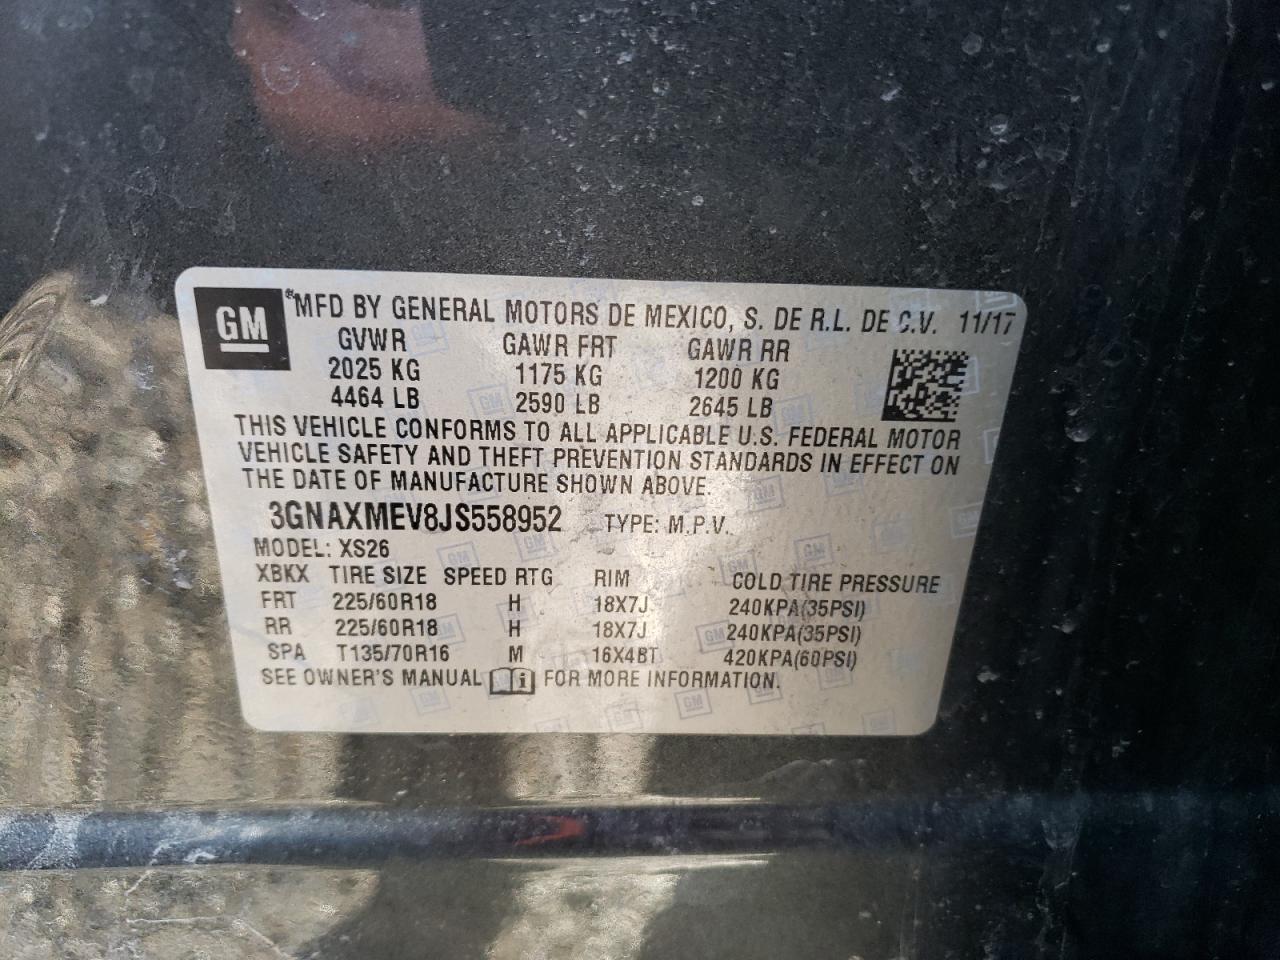 GM
®MFD BY GENERAL MOTORS DE MEXICO, S. DE R.L. DE C.V. 11/17
GVWR GAWR FRT GAWR RR
2025 KG 1175 KG 1200 KG
4464 LB 2590 LB 2645 LB
THIS VEHICLE CONFORMS TO ALL APPLICABLE U.S. FEDERAL MOTOR
VEHICLE SAFETY AND THEFT PREVENTION STANDARDS IN EFFECT ON
THE DATE OF MANUFACTURE SHOWN ABOVE.
3GNAXMEV8JS558952 TYPE: M.P.V.
MODEL: XS26
XBKX TIRE SIZE SPEED RTG RIM COLD TIRE PRESSURE
FRT 225/60R18 H 18X7J 240KPA(35PSI)
RR 225/60R18 H 18X7J 240KPA(35PSI)
SPA T135/70R16 M 16X4BT 420KPA(60PSI)
SEE OWNER'S MANUAL i FOR MORE INFORMATION.